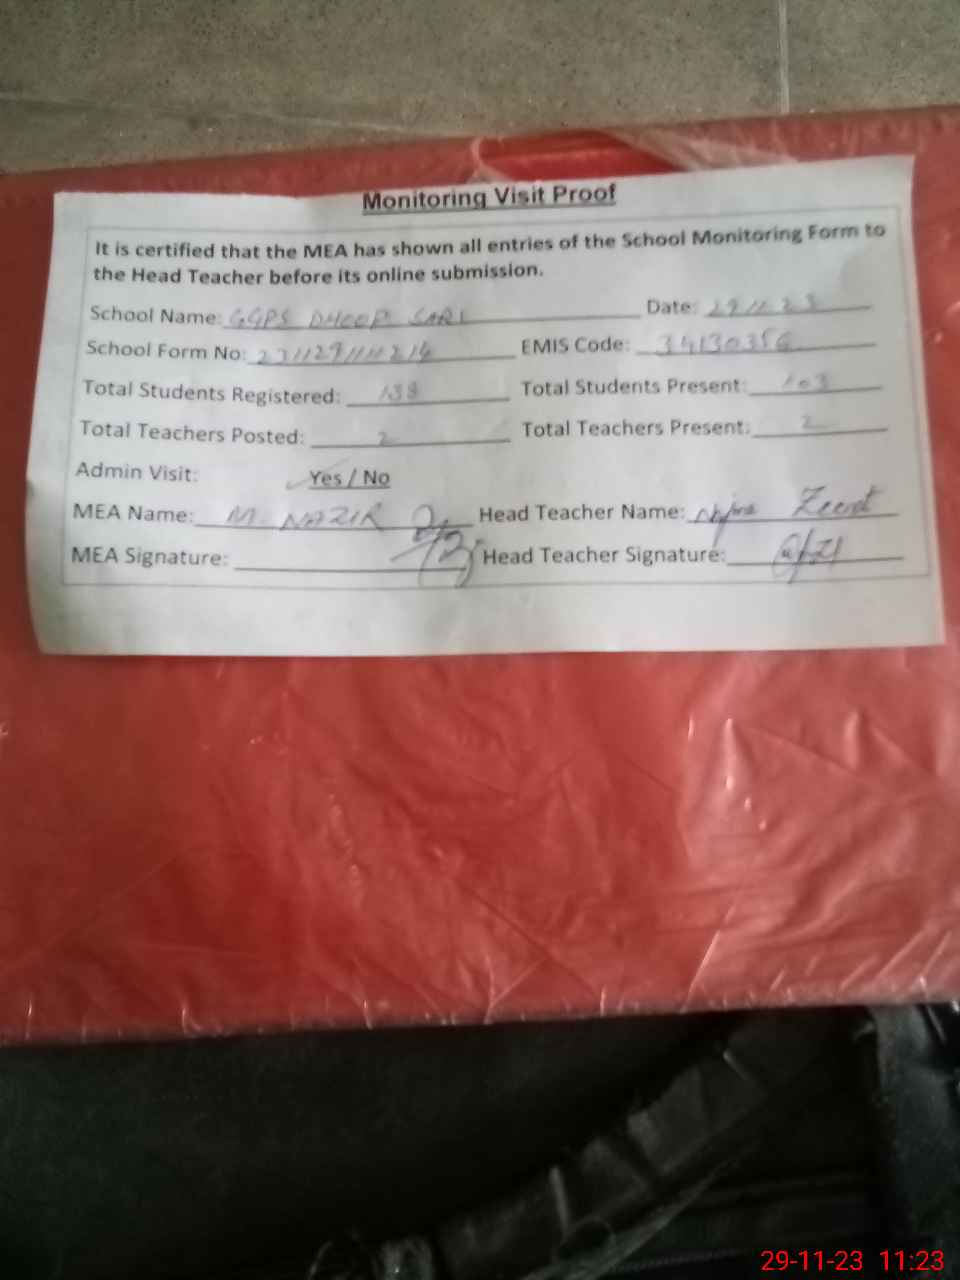 Monitoring Visit Proof
It is certified that the MEA has shown all entries of the School Monitoring Form to
the Head Teacher before its online submission.
School Name: GGPS DHOOP SARI Date: 29.11.23
School Form No: EMIS Code: 34130356
Total Students Registered: 138 Total Students Present: 103
Total Teachers Posted: 2 Total Teachers Present: 2
Admin Visit: Yes / No
MEA Name: M. NAZIR Head Teacher Name:
MEA Signature: Head Teacher Signature:
29-11-23 11:23